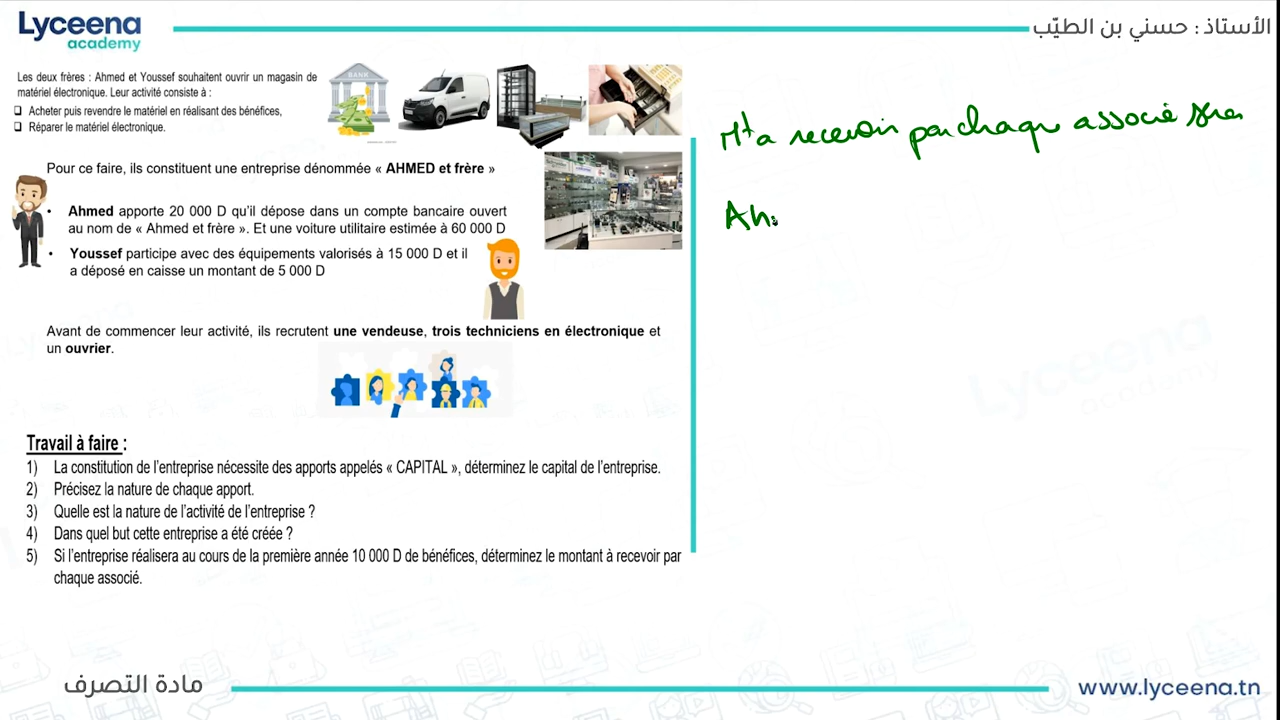 Lyceena
academy
الأستاذ : حسني بن الطيّب
Les deux frères : Ahmed et Youssef souhaitent ouvrir un magasin de
matériel électronique. Leur activité consiste à :
❑ Acheter puis revendre le matériel en réalisant des bénéfices,
❑ Réparer le matériel électronique.
BANK
Pour ce faire, ils constituent une entreprise dénommée « AHMED et frère »
• Ahmed apporte 20 000 D qu’il dépose dans un compte bancaire ouvert
au nom de « Ahmed et frère ». Et une voiture utilitaire estimée à 60 000 D
• Youssef participe avec des équipements valorisés à 15 000 D et il
a déposé en caisse un montant de 5 000 D
Avant de commencer leur activité, ils recrutent une vendeuse, trois techniciens en électronique et
un ouvrier.
Travail à faire :
1) La constitution de l’entreprise nécessite des apports appelés « CAPITAL », déterminez le capital de l’entreprise.
2) Précisez la nature de chaque apport.
3) Quelle est la nature de l’activité de l’entreprise ?
4) Dans quel but cette entreprise a été créée ?
5) Si l’entreprise réalisera au cours de la première année 10 000 D de bénéfices, déterminez le montant à recevoir par
chaque associé.
Mt a recevoir par chaque associé
Ah
Lyceena
academy
مادة التصرف
www.lyceena.tn